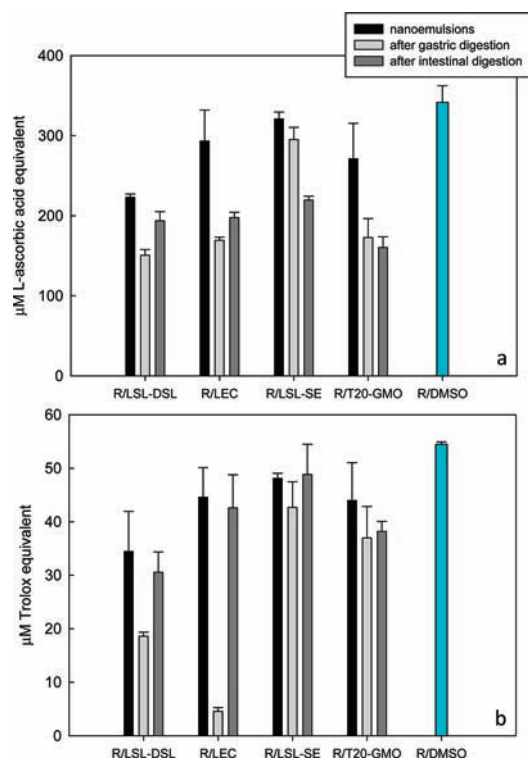 nanoemulsions
after gastric digestion
after intestinal digestion
400
300
200
100
0
µM L-ascorbic acid equivalent
a
R/LSL-DSL R/LEC R/LSL-SE R/T20-GMO R/DMSO
60
50
40
30
20
10
0
µM Trolox equivalent
b
R/LSL-DSL R/LEC R/LSL-SE R/T20-GMO R/DMSO